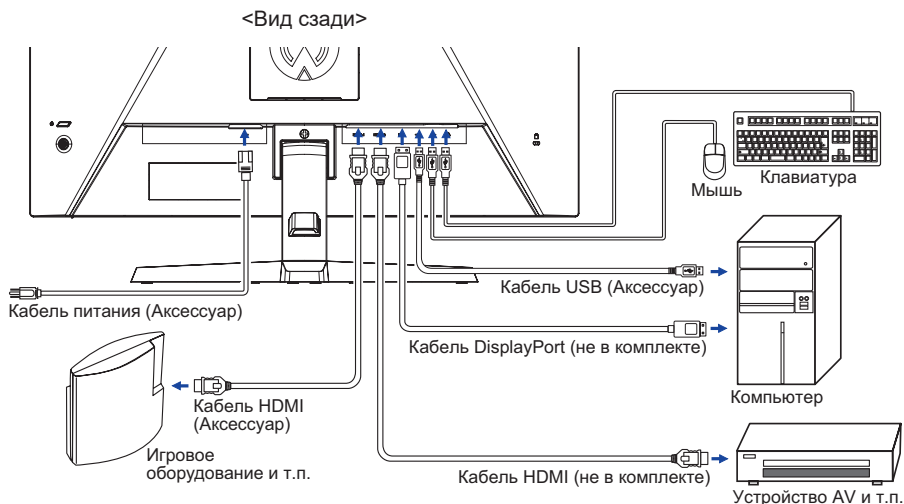 <Вид сзади>
Мышь
Клавиатура
Кабель USB (Аксессуар)
Кабель питания (Аксессуар)
Кабель DisplayPort (не в комплекте)
Компьютер
Кабель HDMI
(Аксессуар)
Игровое
оборудование и т.п.
Кабель HDMI (не в комплекте)
Устройство AV и т.п.